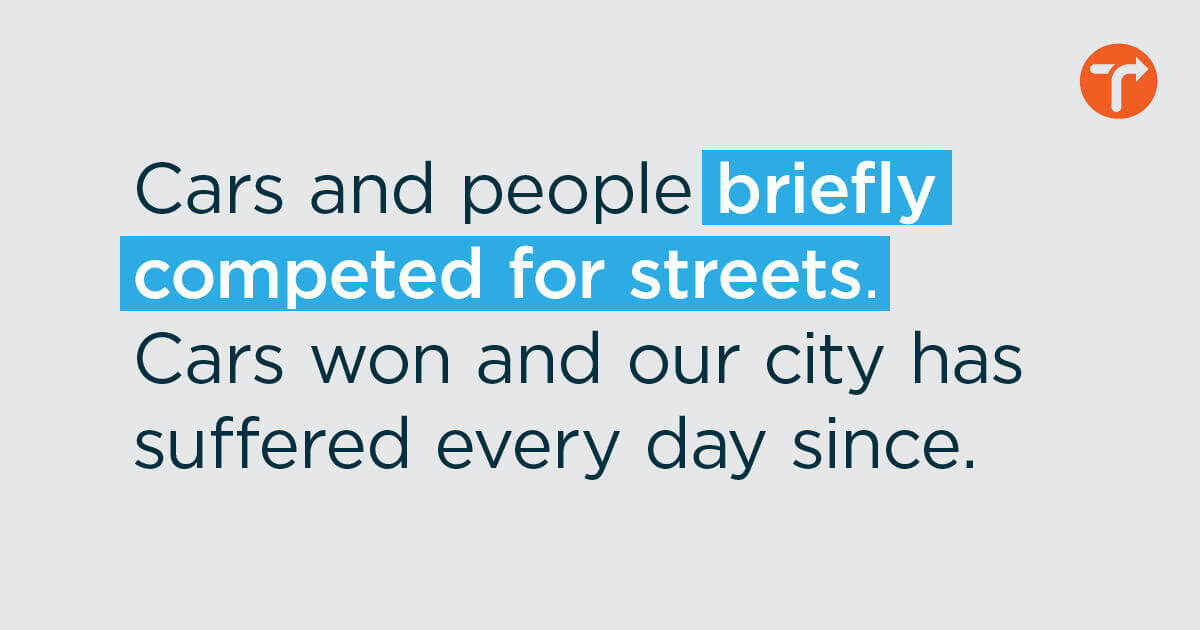 Cars and people briefly
competed for streets.
Cars won and our city has
suffered every day since.